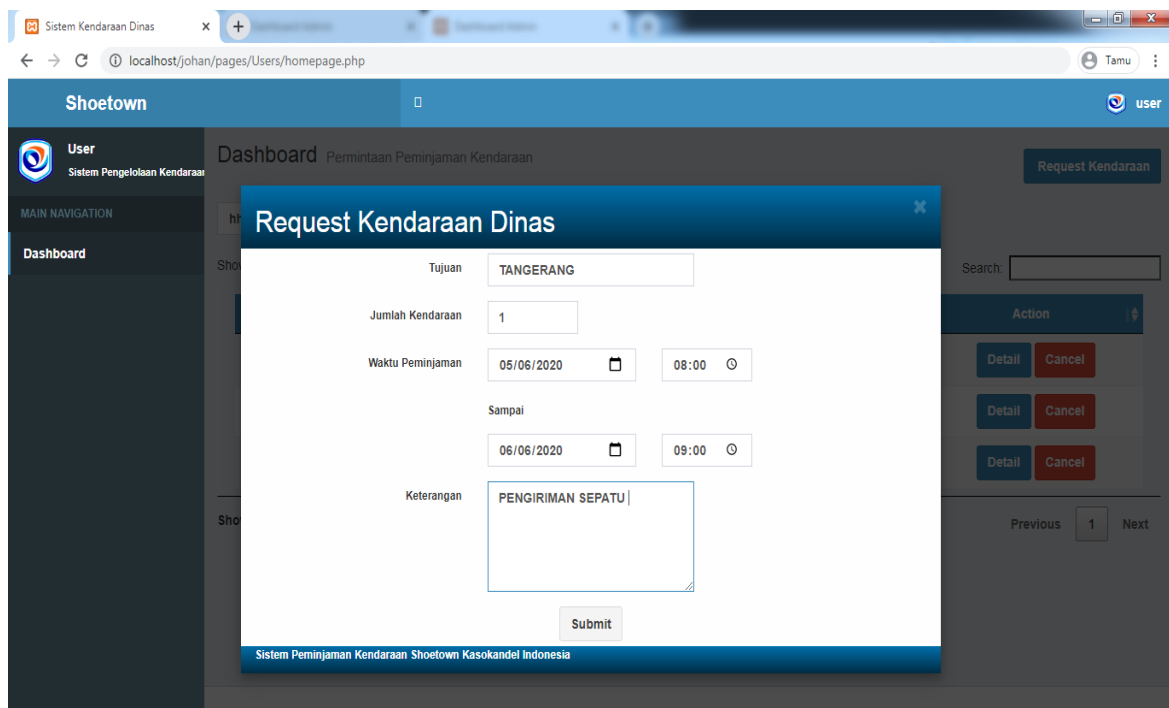 Sistem Kendaraan Dinas
localhost/johan/pages/Users/homepage.php
Tamu
Shoetown
user
User
Sistem Pengelolaan Kendaraan
Dashboard Permintaan Peminjaman Kendaraan
Request Kendaraan
MAIN NAVIGATION
Dashboard
Request Kendaraan Dinas
Search:
Tujuan TANGERANG
Jumlah Kendaraan 1
Action
Waktu Peminjaman 05/06/2020 08:00
Detail Cancel
Sampai
Detail Cancel
06/06/2020 09:00
Detail Cancel
Keterangan PENGIRIMAN SEPATU
Previous 1 Next
Submit
Sistem Peminjaman Kendaraan Shoetown Kasokandel Indonesia